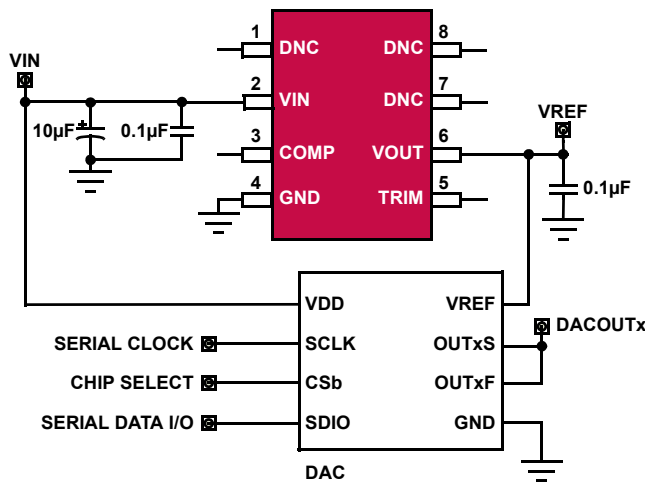 VIN
1
DNC
8
DNC
2
VIN
7
DNC
10µF
+
0.1µF
3
COMP
6
VOUT
VREF
4
GND
5
TRIM
0.1µF
VDD
VREF
SERIAL CLOCK
SCLK
OUTxS
DACOUTx
CHIP SELECT
CSb
OUTxF
SERIAL DATA I/O
SDIO
GND
DAC